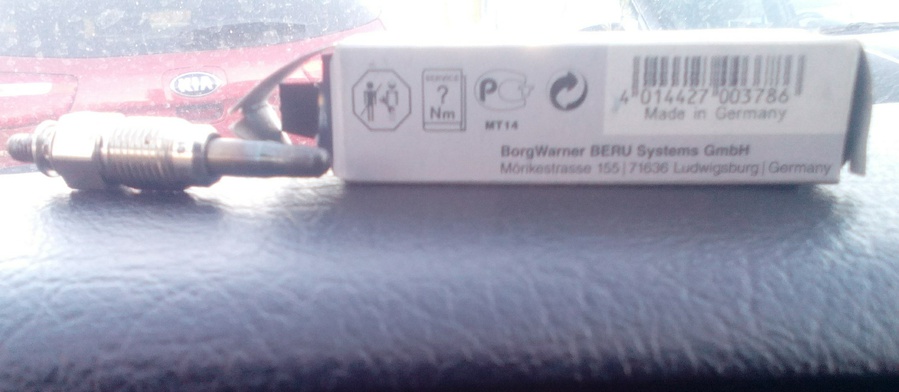 KIA
service
?
Nm
PCT
MT14
4 014427 003786
Made in Germany
BorgWarner BERU Systems GmbH
Mörikestrasse 155 | 71636 Ludwigsburg | Germany